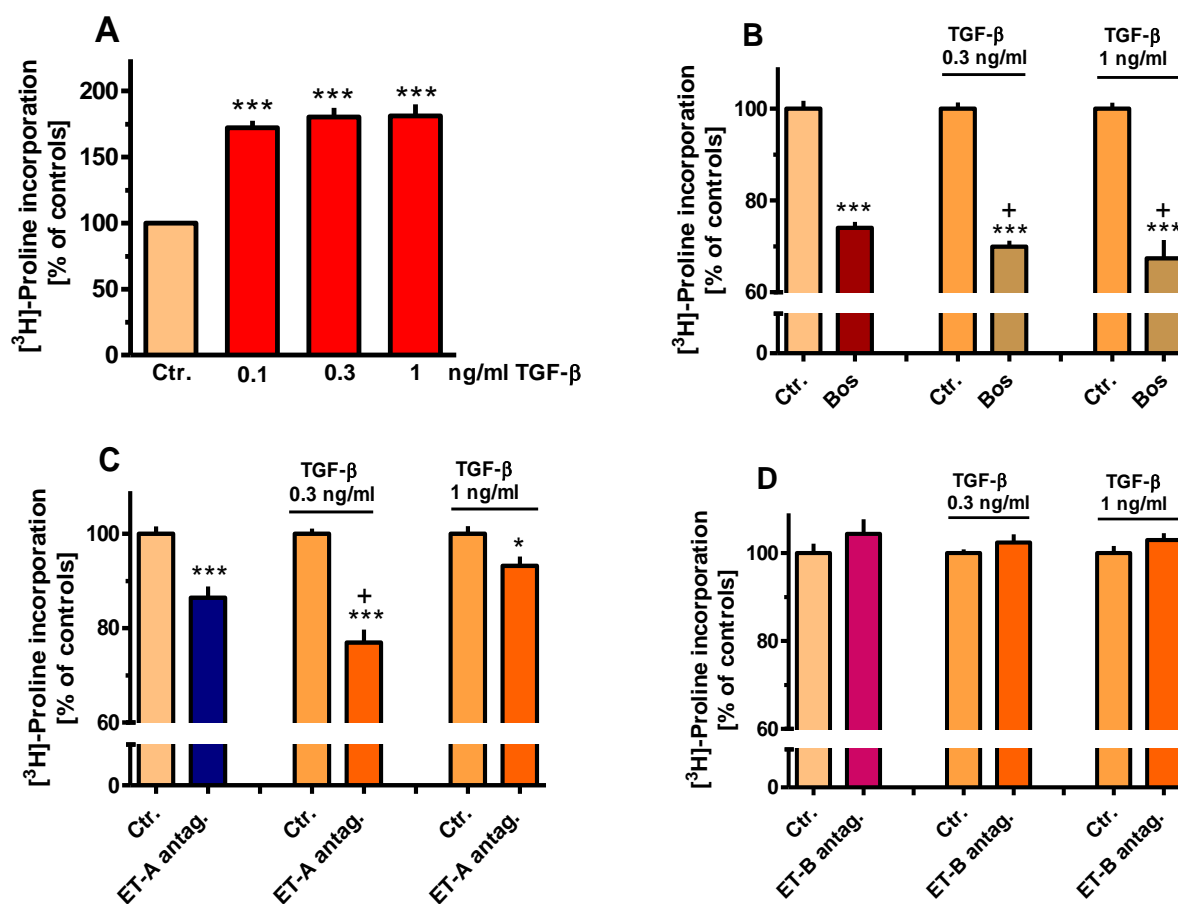 A
[³H]-Proline incorporation
[% of controls]
200
150
100
50
0
***
***
***
Ctr.
0.1
0.3
1
ng/ml TGF-β
B
TGF-β
0.3 ng/ml
TGF-β
1 ng/ml
[³H]-Proline incorporation
[% of controls]
100
80
60
0
***
+
***
+
***
Ctr.
Bos
Ctr.
Bos
Ctr.
Bos
C
TGF-β
0.3 ng/ml
TGF-β
1 ng/ml
[³H]-Proline incorporation
[% of controls]
100
80
60
0
***
+
***
*
Ctr.
ET-A antag.
Ctr.
ET-A antag.
Ctr.
ET-A antag.
D
TGF-β
0.3 ng/ml
TGF-β
1 ng/ml
[³H]-Proline incorporation
[% of controls]
100
80
60
0
Ctr.
ET-B antag.
Ctr.
ET-B antag.
Ctr.
ET-B antag.